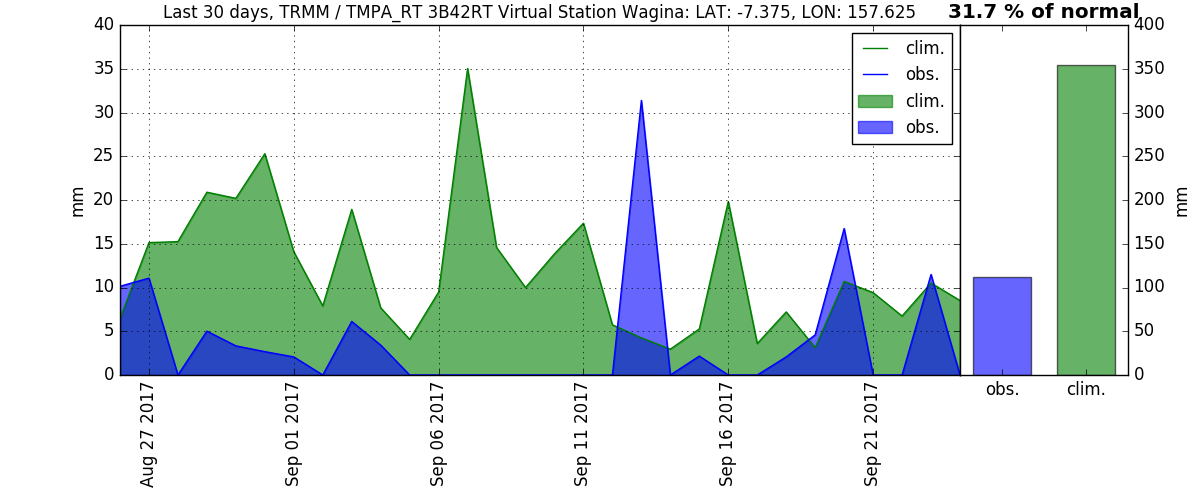 Last 30 days, TRMM / TMPA_RT 3B42RT Virtual Station Wagina: LAT: -7.375, LON: 157.625
31.7 % of normal
40
35
30
25
20
15
10
5
0
mm
clim.
obs.
clim.
obs.
400
350
300
250
200
150
100
50
0
mm
Aug 27 2017
Sep 01 2017
Sep 06 2017
Sep 11 2017
Sep 16 2017
Sep 21 2017
obs.
clim.